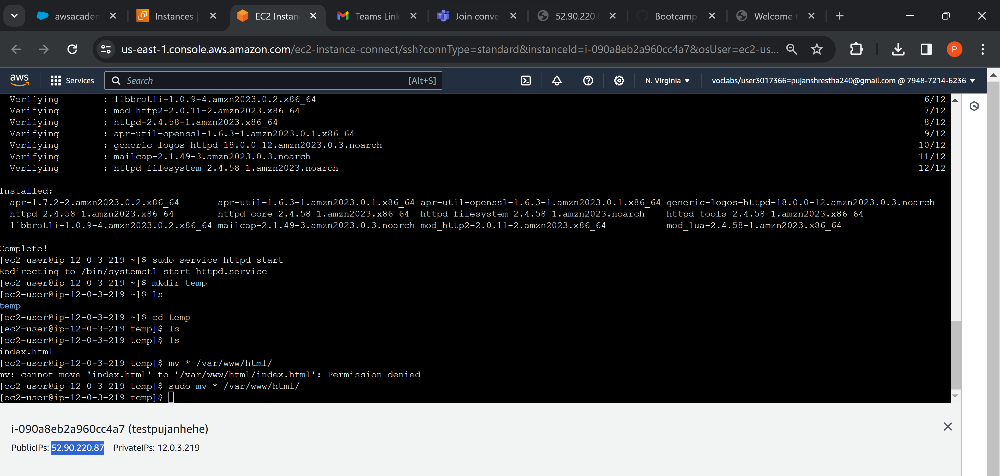 awsacaden
Instances |
EC2 Instan
Teams Link
Join conve
52.90.220.8
Bootcamp-
Welcome t
us-east-1.console.aws.amazon.com/ec2-instance-connect/ssh?connType=standard&instanceId=i-090a8eb2a960cc4a7&osUser=ec2-us...
P
aws Services Search [Alt+S] N. Virginia voclabs/user3017366=pujanshrestha240@gmail.com @ 7948-7214-6236
Verifying : libbrotli-1.0.9-4.amzn2023.0.2.x86_64 6/12
Verifying : mod_http2-2.0.11-2.amzn2023.x86_64 7/12
Verifying : httpd-2.4.58-1.amzn2023.x86_64 8/12
Verifying : apr-util-openssl-1.6.3-1.amzn2023.0.1.x86_64 9/12
Verifying : generic-logos-httpd-18.0.0-12.amzn2023.0.3.noarch 10/12
Verifying : mailcap-2.1.49-3.amzn2023.0.3.noarch 11/12
Verifying : httpd-filesystem-2.4.58-1.amzn2023.noarch 12/12
Installed:
apr-1.7.2-2.amzn2023.0.2.x86_64 apr-util-1.6.3-1.amzn2023.0.1.x86_64 apr-util-openssl-1.6.3-1.amzn2023.0.1.x86_64 generic-logos-httpd-18.0.0-12.amzn2023.0.3.noarch
httpd-2.4.58-1.amzn2023.x86_64 httpd-core-2.4.58-1.amzn2023.x86_64 httpd-filesystem-2.4.58-1.amzn2023.noarch httpd-tools-2.4.58-1.amzn2023.x86_64
libbrotli-1.0.9-4.amzn2023.0.2.x86_64 mailcap-2.1.49-3.amzn2023.0.3.noarch mod_http2-2.0.11-2.amzn2023.x86_64 mod_lua-2.4.58-1.amzn2023.x86_64
Complete!
[ec2-user@ip-12-0-3-219 ~]$ sudo service httpd start
Redirecting to /bin/systemctl start httpd.service
[ec2-user@ip-12-0-3-219 ~]$ mkdir temp
[ec2-user@ip-12-0-3-219 ~]$ ls
temp
[ec2-user@ip-12-0-3-219 ~]$ cd temp
[ec2-user@ip-12-0-3-219 temp]$ ls
[ec2-user@ip-12-0-3-219 temp]$ ls
index.html
[ec2-user@ip-12-0-3-219 temp]$ mv * /var/www/html/
mv: cannot move 'index.html' to '/var/www/html/index.html': Permission denied
[ec2-user@ip-12-0-3-219 temp]$ sudo mv * /var/www/html/
[ec2-user@ip-12-0-3-219 temp]$
i-090a8eb2a960cc4a7 (testpujanhehe)
PublicIPs: 52.90.220.87 PrivateIPs: 12.0.3.219